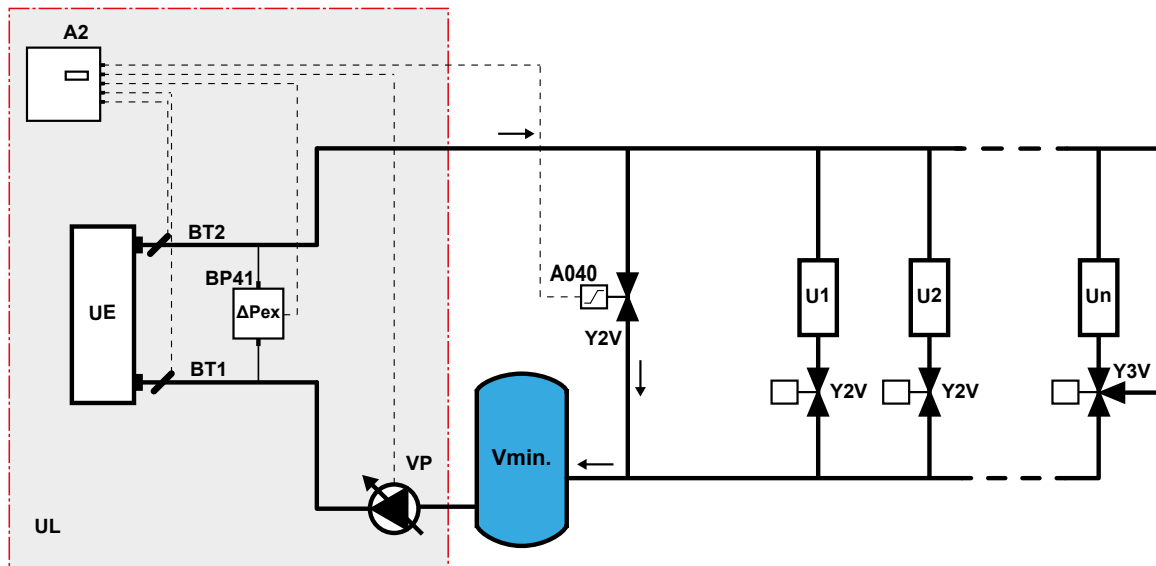 A2
BT2
BP41
A040
ΔPex
UE
U1
U2
Un
Y2V
BT1
Y3V
Y2V
Y2V
Vmin.
VP
UL